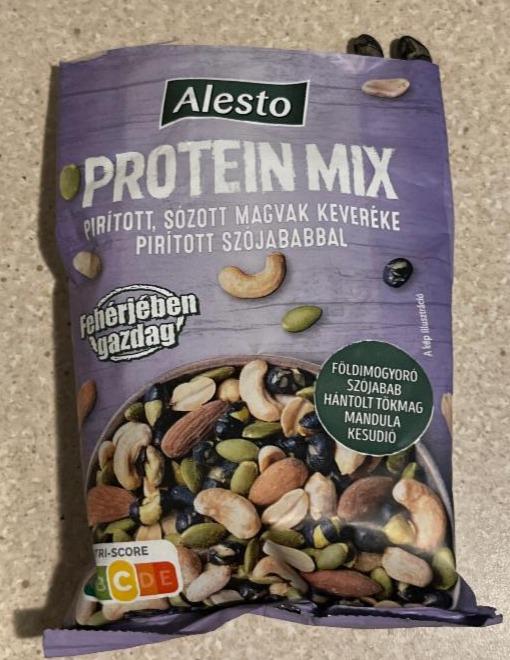 Alesto
PROTEIN MIX
PIRÍTOTT, SÓZOTT MAGVAK KEVERÉKE
PIRÍTOTT SZÓJABABBAL
Fehérjében
gazdag
A kép illusztráció
FÖLDIMOGYORÓ
SZÓJABAB
HÁNTOLT TÖKMAG
MANDULA
KESUDIÓ
TRI-SCORE
B C D E